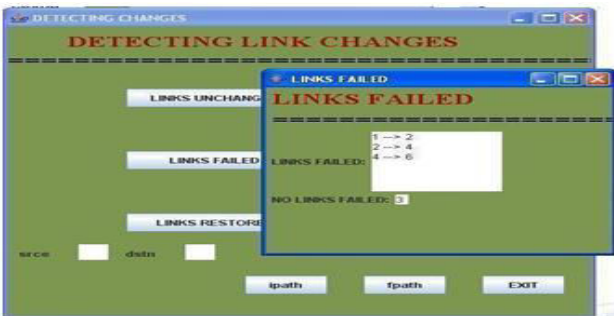 DETECTING CHANGES
DETECTING LINK CHANGES
LINKS UNCHANG
LINKS FAILED
LINKS RESTORE
srce
dstn
ipath
fpath
EXIT
LINKS FAILED
LINKS FAILED
LINKS FAILED:
1 --> 2
2 --> 4
4 --> 6
NO LINKS FAILED: 3